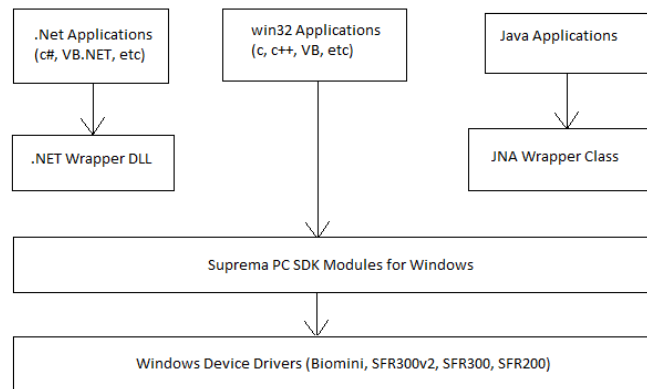 .Net Applications
(c#, VB.NET, etc)
win32 Applications
(c, c++, VB, etc)
Java Applications
.NET Wrapper DLL
JNA Wrapper Class
Suprema PC SDK Modules for Windows
Windows Device Drivers (Biomini, SFR300v2, SFR300, SFR200)